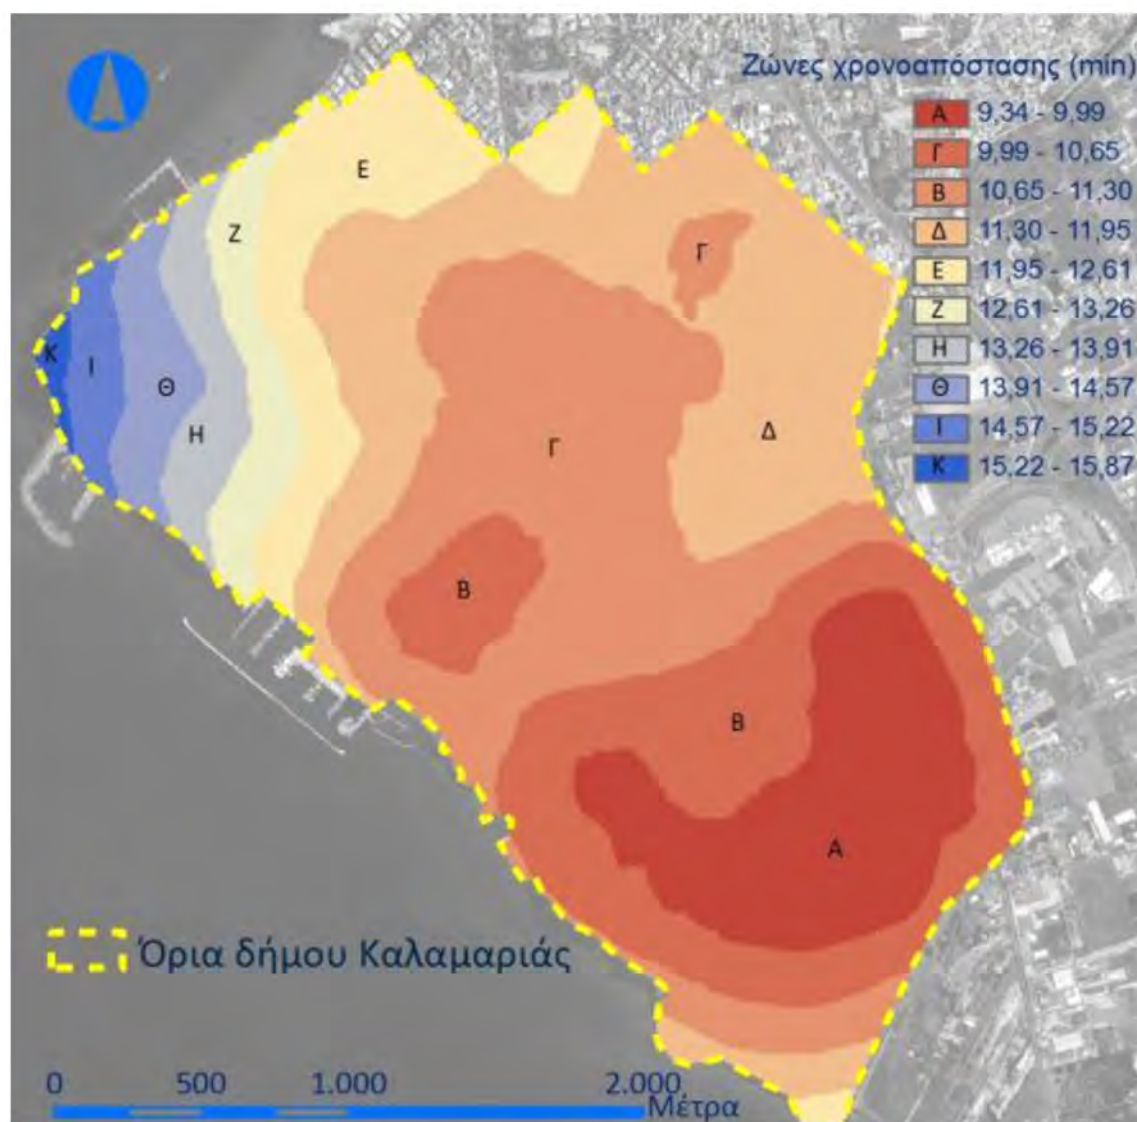 Ζώνες χρονοαπόστασης (min)
Α 9,34 - 9,99
Γ 9,99 - 10,65
Β 10,65 - 11,30
Δ 11,30 - 11,95
Ε 11,95 - 12,61
Ζ 12,61 - 13,26
Η 13,26 - 13,91
Θ 13,91 - 14,57
Ι 14,57 - 15,22
Κ 15,22 - 15,87
Ε
Ζ
Γ
Κ
Ι
Θ
Η
Γ
Δ
Β
Β
Α
Όρια δήμου Καλαμαριάς
0 500 1.000 2.000
Μέτρα